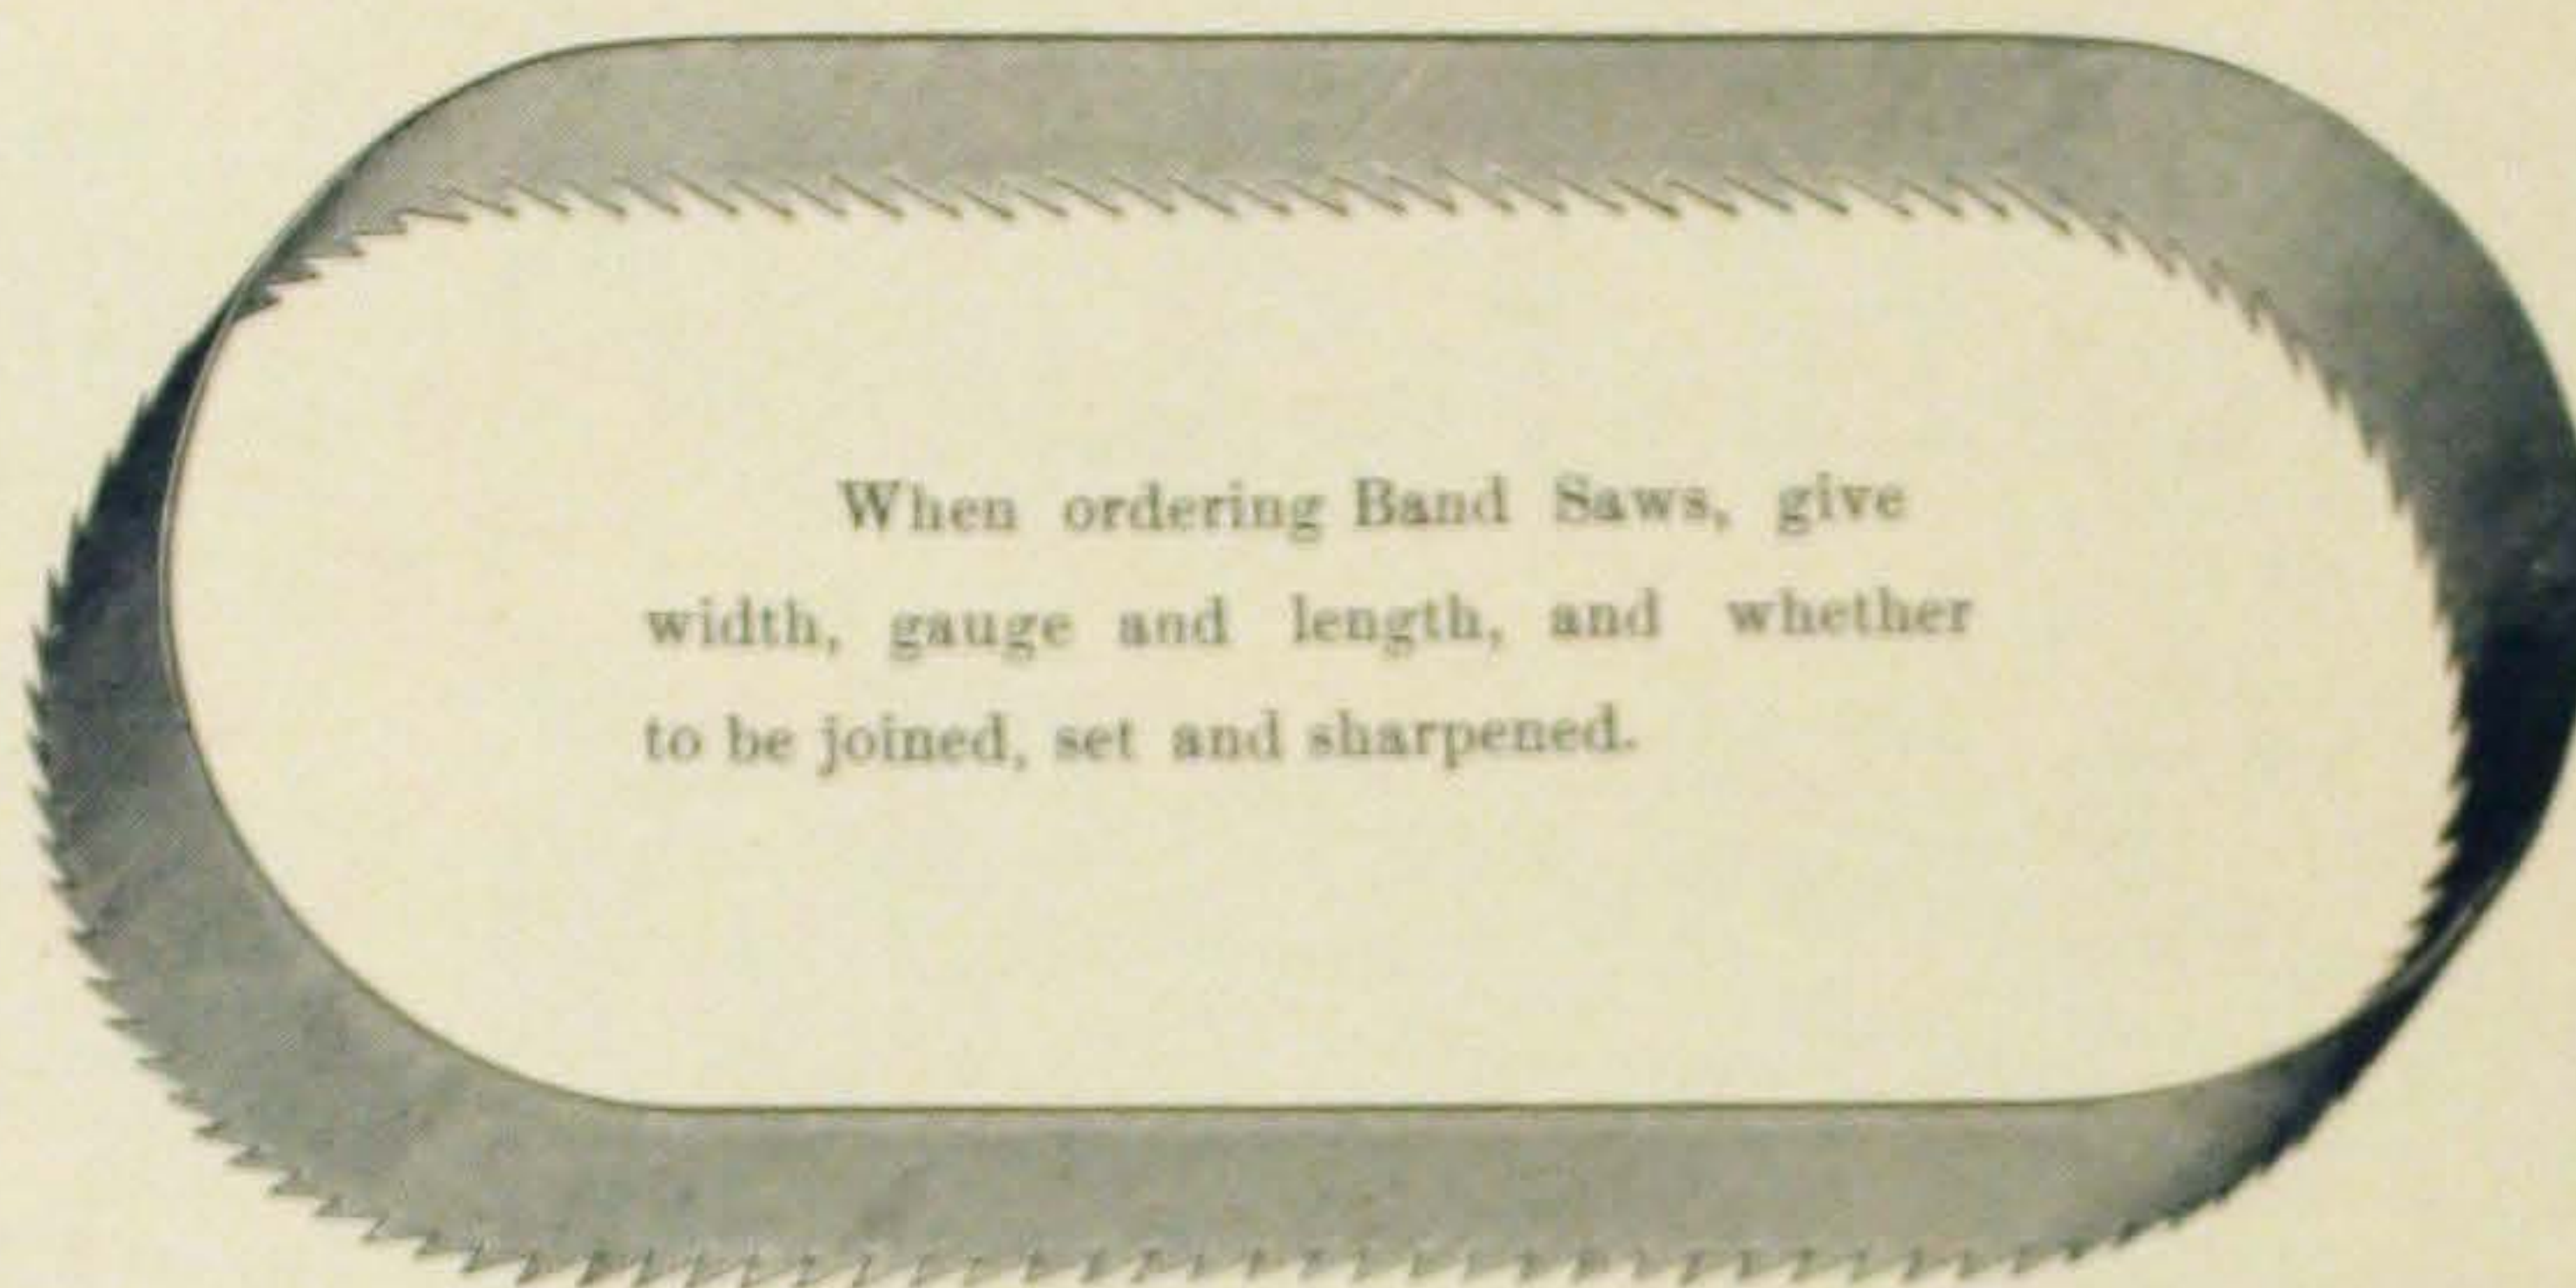 When ordering Band Saws, give
width, gauge and length, and whether
to be joined, set and sharpened.